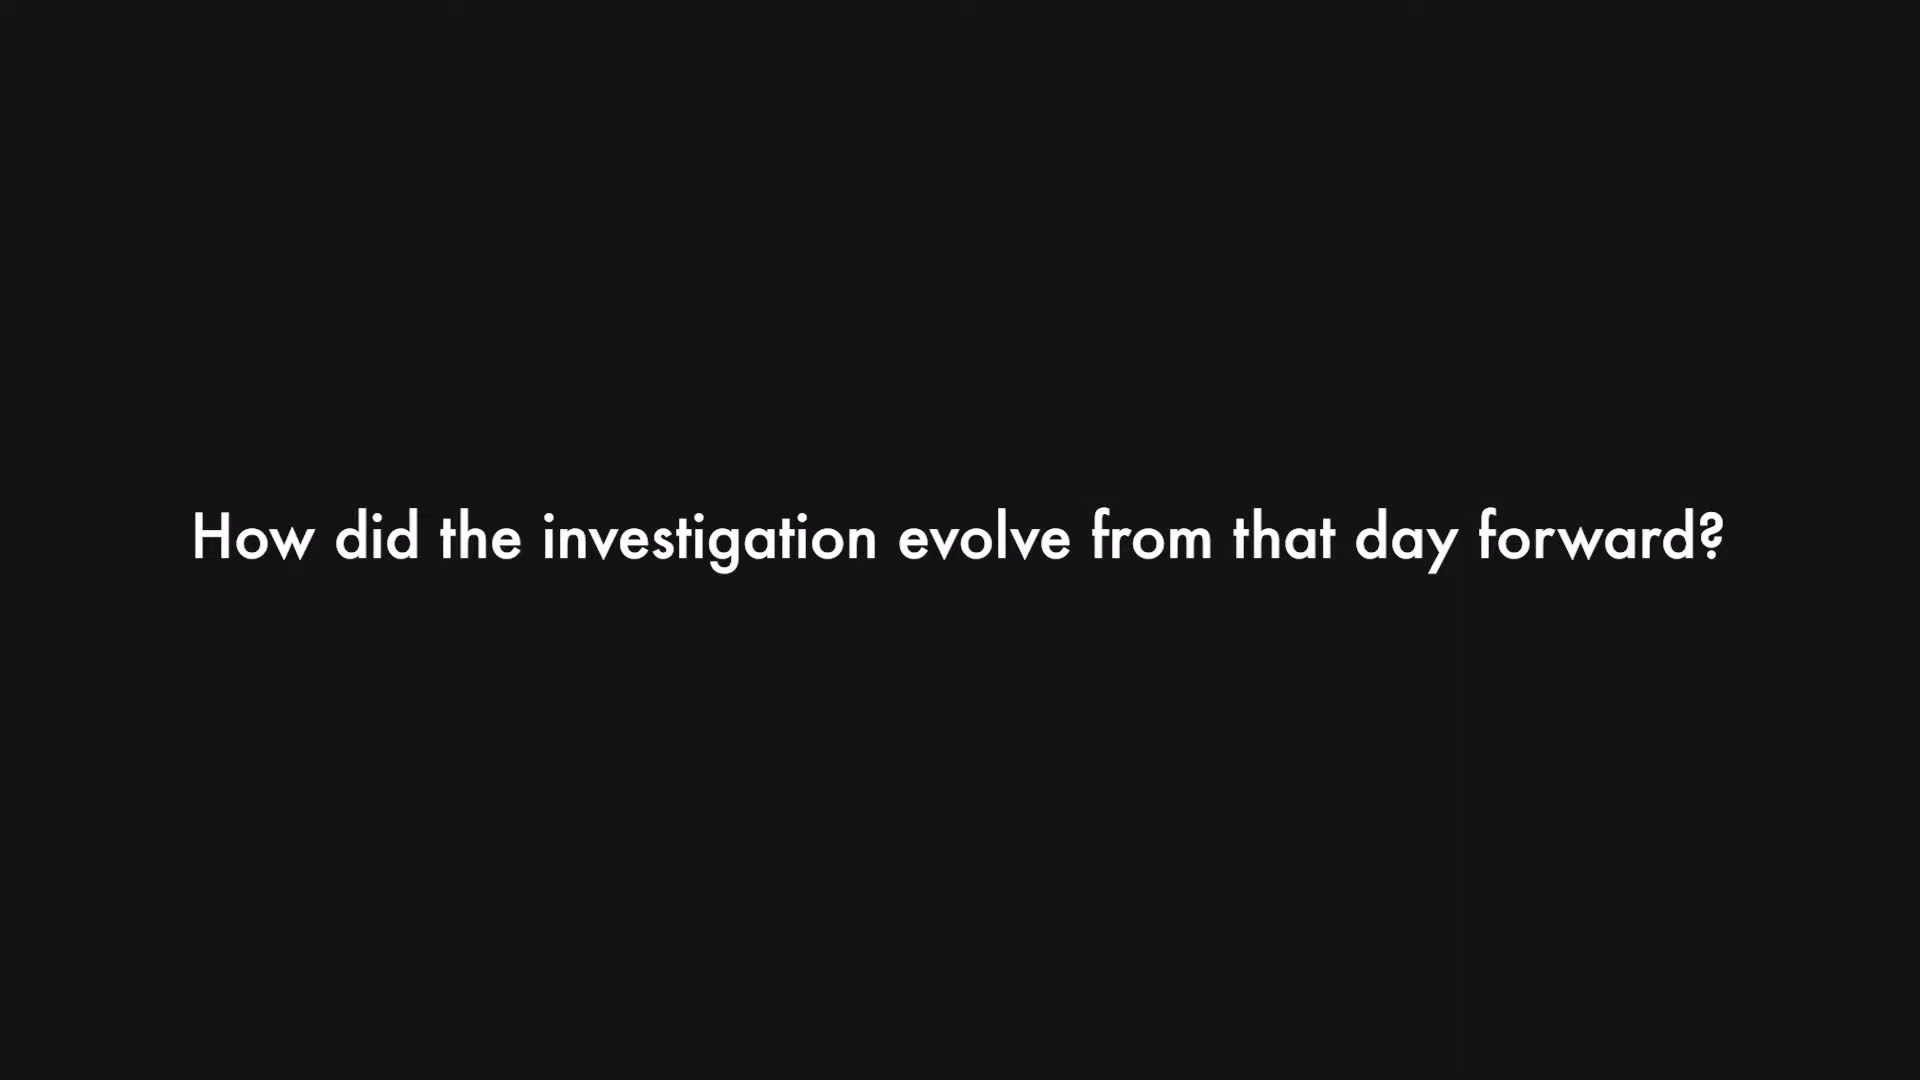 How did the investigation evolve from that day forward?